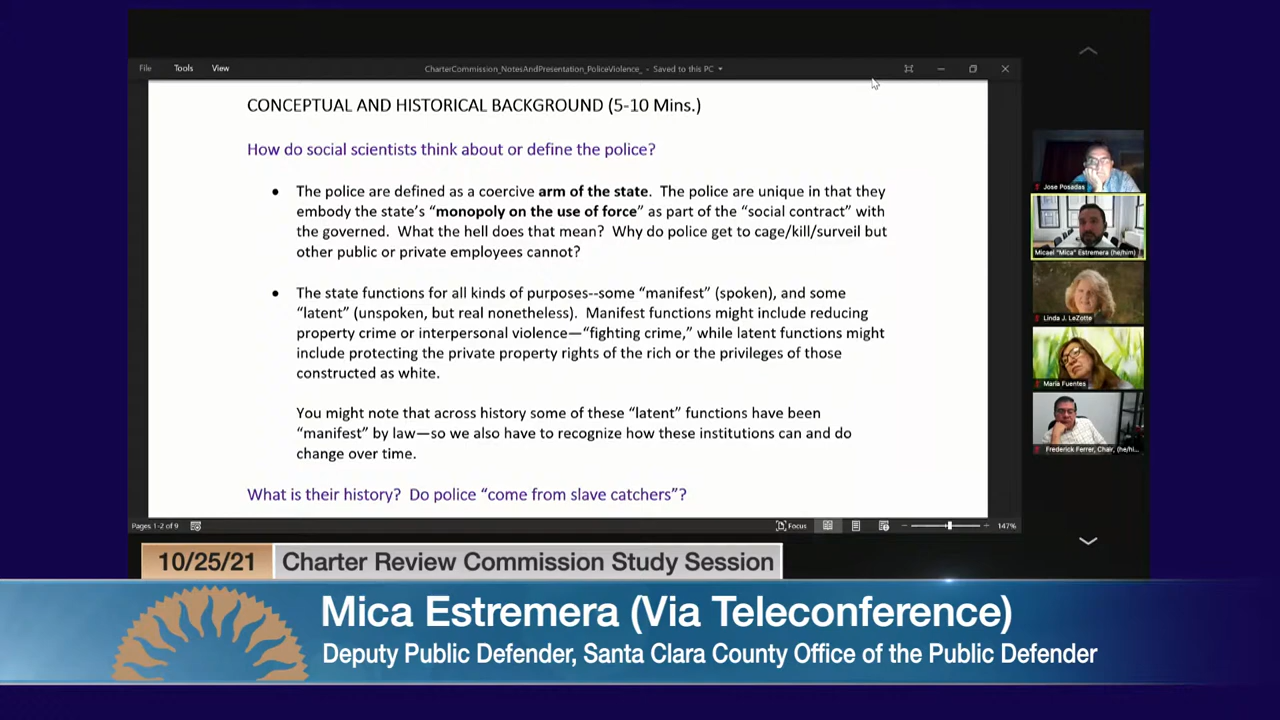 File Tools View CharterCommission_NotesAndPresentation_PoliceViolence_ - Saved to this PC
CONCEPTUAL AND HISTORICAL BACKGROUND (5-10 Mins.)
How do social scientists think about or define the police?
• The police are defined as a coercive arm of the state. The police are unique in that they
embody the state's “monopoly on the use of force” as part of the “social contract” with
the governed. What the hell does that mean? Why do police get to cage/kill/surveil but
other public or private employees cannot?
• The state functions for all kinds of purposes--some “manifest” (spoken), and some
“latent” (unspoken, but real nonetheless). Manifest functions might include reducing
property crime or interpersonal violence—“fighting crime,” while latent functions might
include protecting the private property rights of the rich or the privileges of those
constructed as white.
You might note that across history some of these “latent” functions have been
“manifest” by law—so we also have to recognize how these institutions can and do
change over time.
What is their history? Do police “come from slave catchers”?
Pages 1-2 of 9
Focus
147%
Jose Posadas
Micael "Mica" Estremera (he/him)
Linda J. LeZotte
María Fuentes
Frederick Ferrer, Chair, (he/hi...
10/25/21 Charter Review Commission Study Session
Mica Estremera (Via Teleconference)
Deputy Public Defender, Santa Clara County Office of the Public Defender